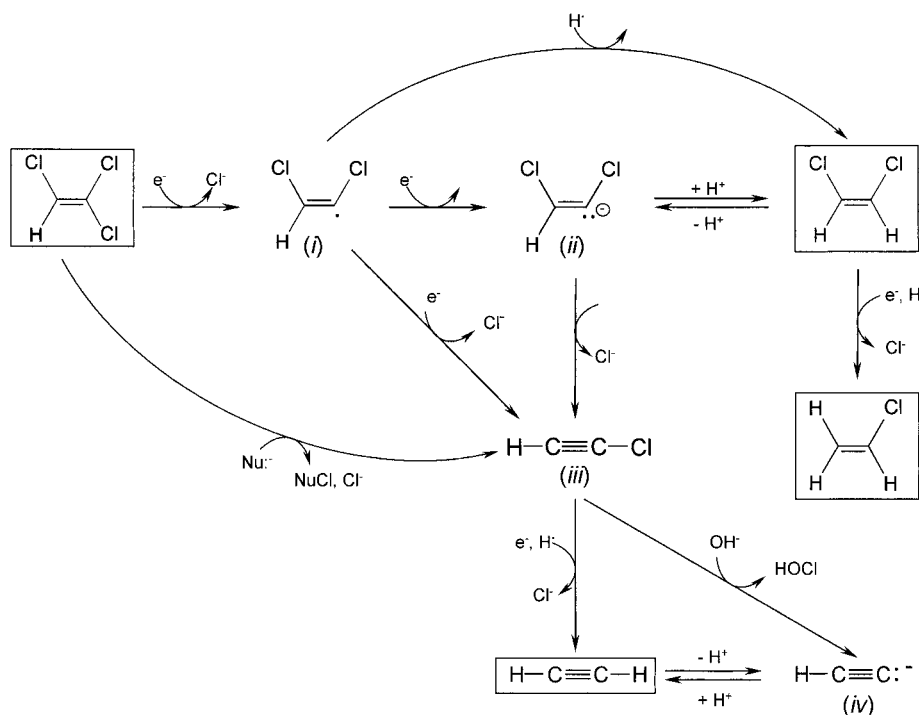 H·
Cl Cl
H Cl
e⁻ Cl⁻
Cl Cl
H ·
(i)
e⁻
Cl Cl
H ··⊖
(ii)
+ H⁺
- H⁺
Cl Cl
H H
e⁻
Cl⁻
Cl⁻
e⁻, H
Cl⁻
H Cl
H H
Nu:⁻
NuCl, Cl⁻
H—C≡C—Cl
(iii)
e⁻, H·
Cl⁻
OH⁻
HOCl
H—C≡C—H
- H⁺
+ H⁺
H—C≡C:⁻
(iv)